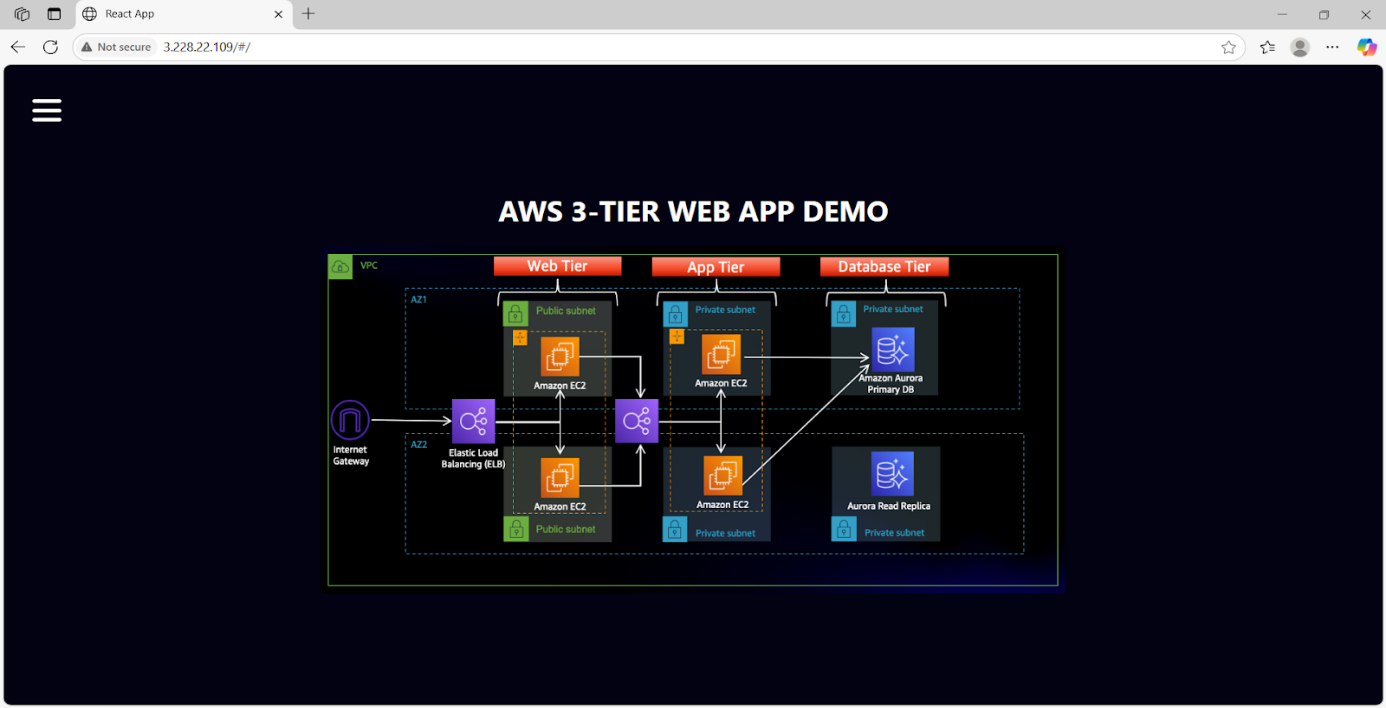 React App
Not secure
3.228.22.109/#/
AWS 3-TIER WEB APP DEMO
VPC
Web Tier
App Tier
Database Tier
AZ1
Public subnet
Private subnet
Private subnet
Amazon EC2
Amazon EC2
Amazon Aurora
Primary DB
Internet
Gateway
Elastic Load
Balancing (ELB)
AZ2
Amazon EC2
Amazon EC2
Aurora Read Replica
Public subnet
Private subnet
Private subnet